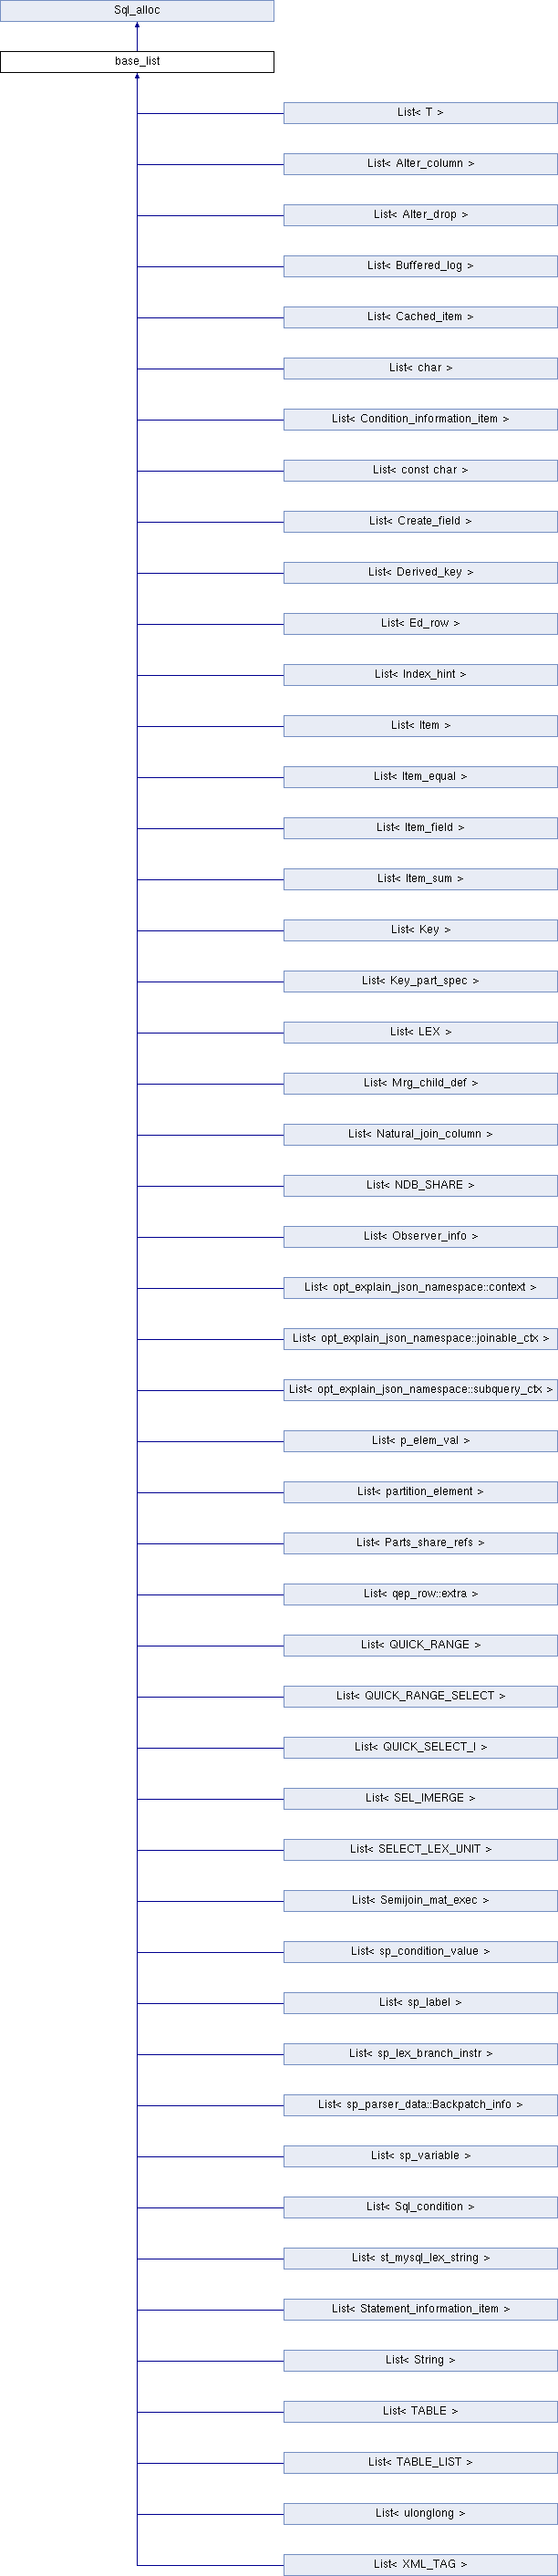 Sql_alloc
base_list
List< T >
List< Alter_column >
List< Alter_drop >
List< Buffered_log >
List< Cached_item >
List< char >
List< Condition_information_item >
List< const char >
List< Create_field >
List< Derived_key >
List< Ed_row >
List< Index_hint >
List< Item >
List< Item_equal >
List< Item_field >
List< Item_sum >
List< Key >
List< Key_part_spec >
List< LEX >
List< Mrg_child_def >
List< Natural_join_column >
List< NDB_SHARE >
List< Observer_info >
List< opt_explain_json_namespace::context >
List< opt_explain_json_namespace::joinable_ctx >
List< opt_explain_json_namespace::subquery_ctx >
List< p_elem_val >
List< partition_element >
List< Parts_share_refs >
List< qep_row::extra >
List< QUICK_RANGE >
List< QUICK_RANGE_SELECT >
List< QUICK_SELECT_I >
List< SEL_IMERGE >
List< SELECT_LEX_UNIT >
List< Semijoin_mat_exec >
List< sp_condition_value >
List< sp_label >
List< sp_lex_branch_instr >
List< sp_parser_data::Backpatch_info >
List< sp_variable >
List< Sql_condition >
List< st_mysql_lex_string >
List< Statement_information_item >
List< String >
List< TABLE >
List< TABLE_LIST >
List< ulonglong >
List< XML_TAG >